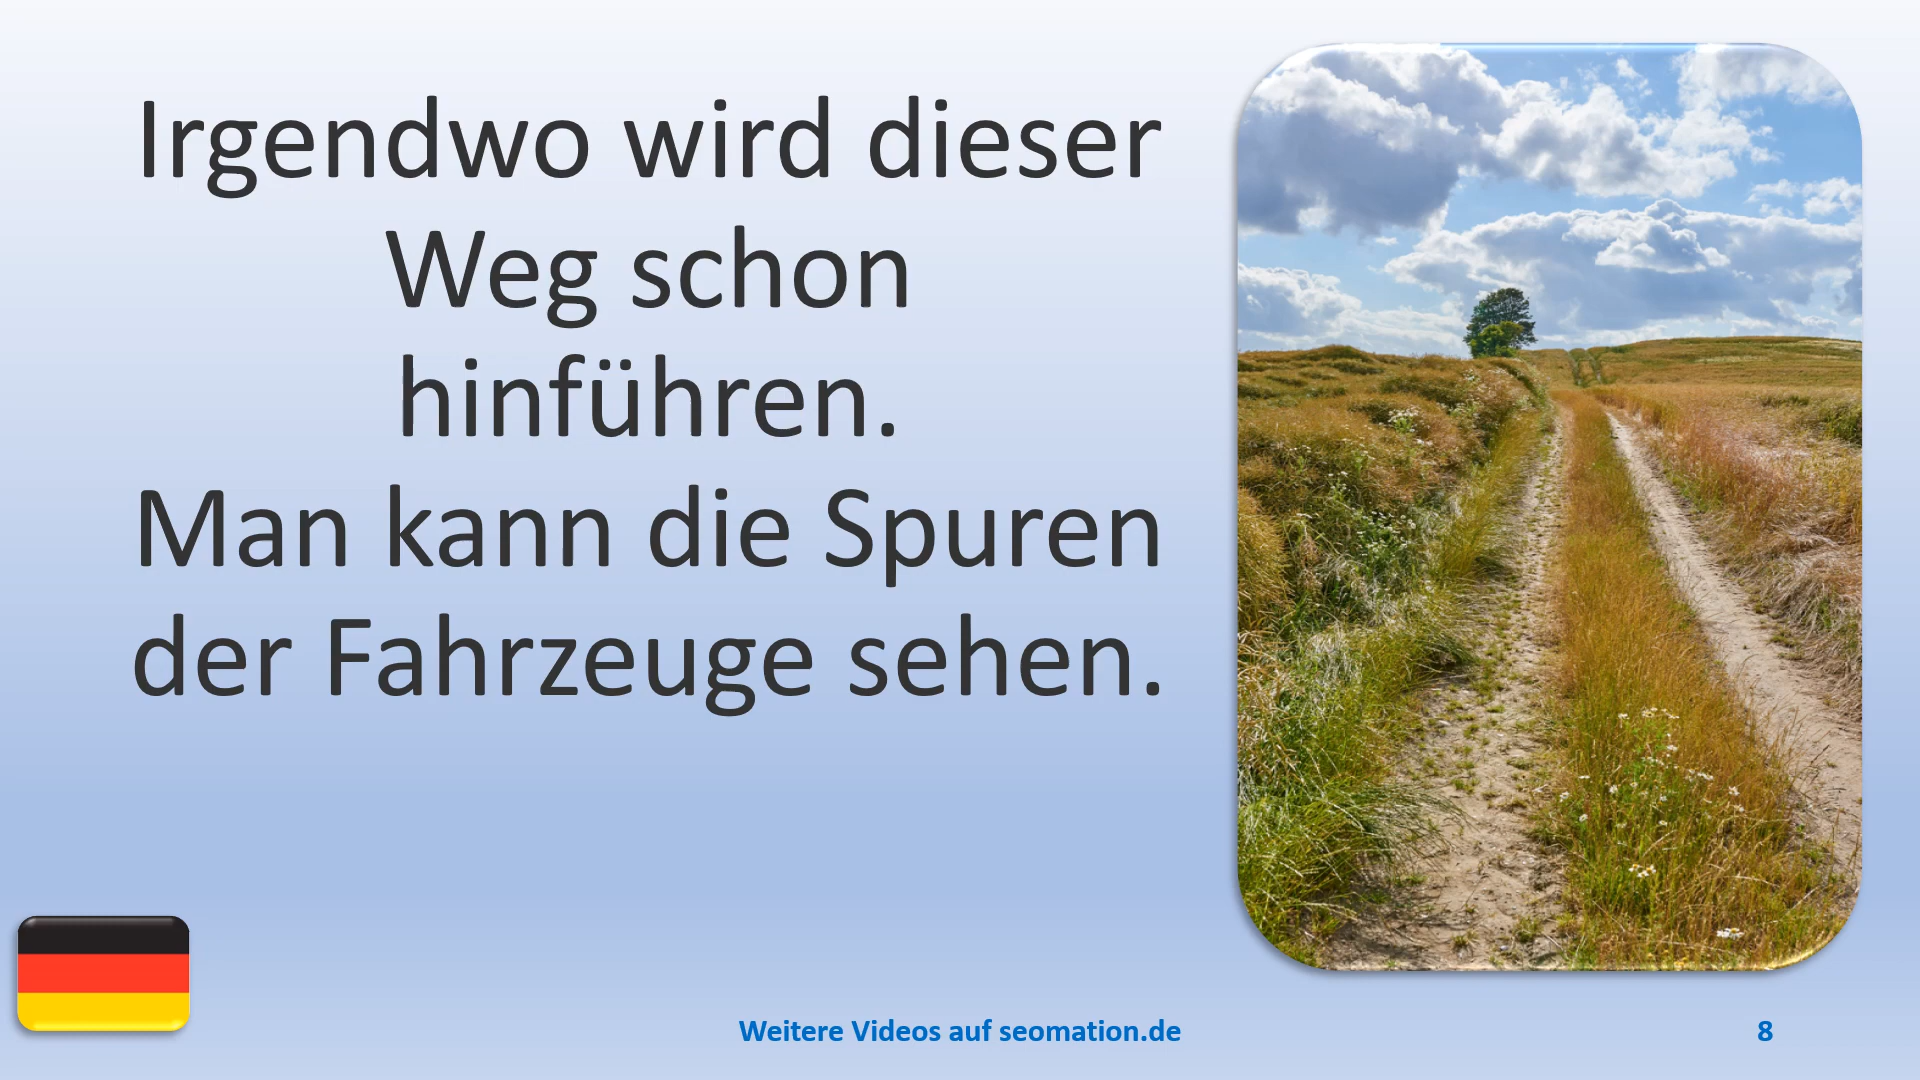 Irgendwo wird dieser
Weg schon
hinführen.
Man kann die Spuren
der Fahrzeuge sehen.
Weitere Videos auf seomation.de
8